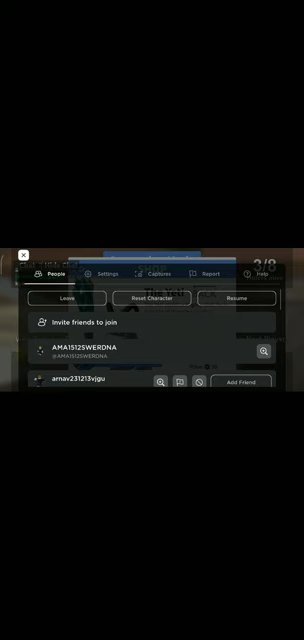 3/8
People
Settings
Captures
Report
Help
Leave
Reset Character
Resume
Invite friends to join
AMA1512SWERDNA
@AMA1512SWERDNA
arnav231213vjgu
Add Friend